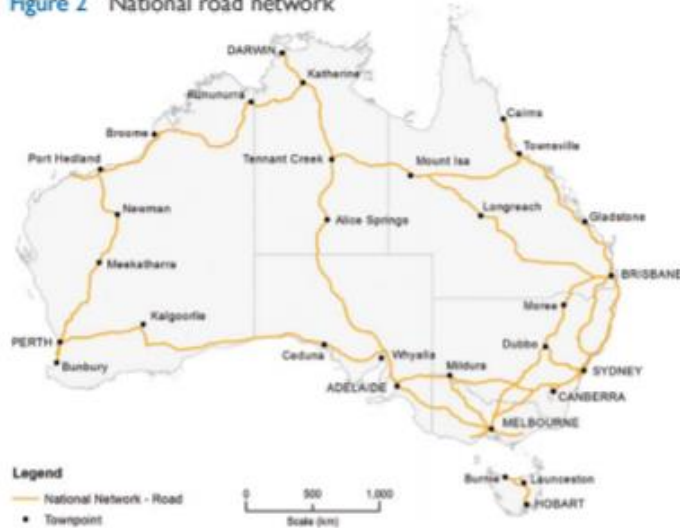 Figure 2 National road network
DARWIN
Katherine
Kununurra
Cairns
Broome
Townsville
Port Hedland
Tennant Creek
Mount Isa
Newman
Longreach
Alice Springs
Gladstone
Meekatharra
BRISBANE
Moree
Kalgoorlie
PERTH
Dubbo
Ceduna
Whyalla
Mildura
Bunbury
SYDNEY
ADELAIDE
CANBERRA
MELBOURNE
Legend
National Network - Road
Townpoint
0 500 1,000
Scale (km)
Burnie
Launceston
HOBART